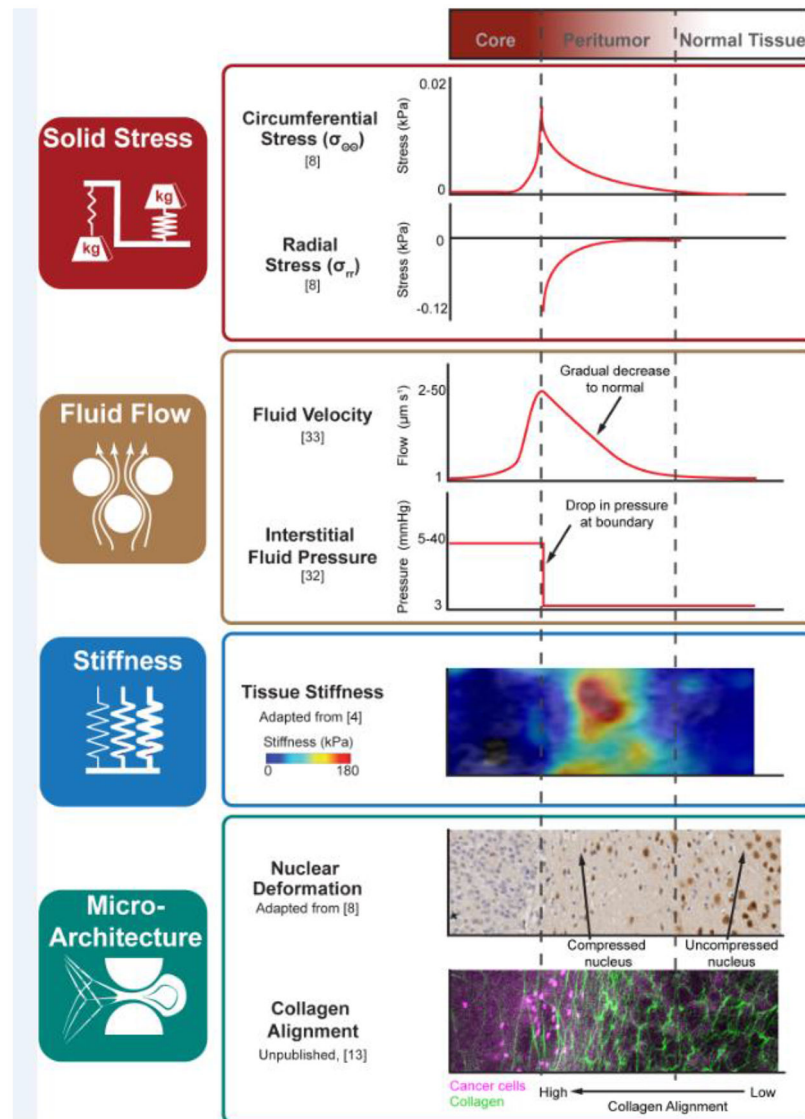 Core Peritumor Normal Tissue
Solid Stress
kg
kg
Circumferential
Stress (σΘΘ)
[8]
Stress (kPa)
0.02
0
Radial
Stress (σrr)
[8]
Stress (kPa)
0
-0.12
Fluid Flow
Fluid Velocity
[33]
Flow (µm s¹)
2-50
1
Gradual decrease
to normal
Interstitial
Fluid Pressure
[32]
Pressure (mmHg)
5-40
3
Drop in pressure
at boundary
Stiffness
Tissue Stiffness
Adapted from [4]
Stiffness (kPa)
0 180
Micro-
Architecture
Nuclear
Deformation
Adapted from [8]
Compressed
nucleus
Uncompressed
nucleus
Collagen
Alignment
Unpublished, [13]
Cancer cells
Collagen
High Low
Collagen Alignment